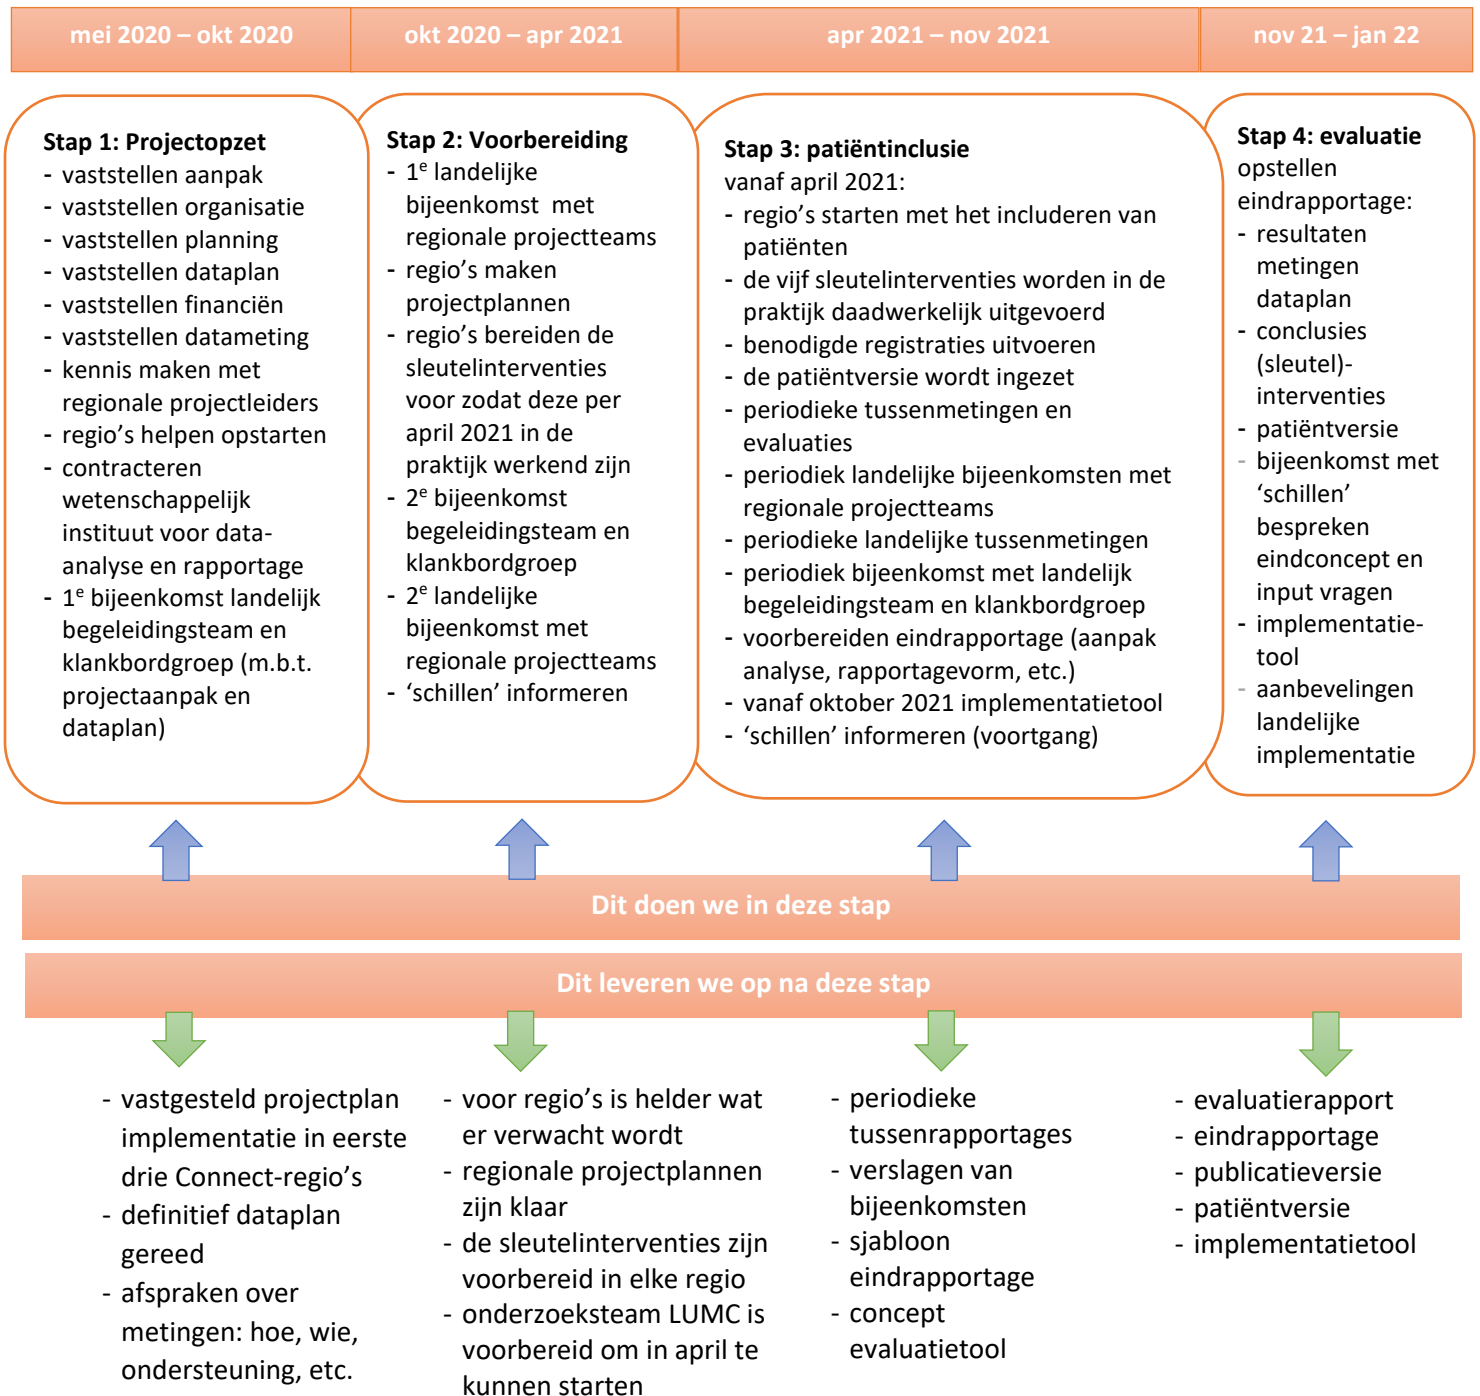 mei 2020 – okt 2020
okt 2020 – apr 2021
apr 2021 – nov 2021
nov 21 – jan 22
Stap 1: Projectopzet
- vaststellen aanpak
- vaststellen organisatie
- vaststellen planning
- vaststellen dataplan
- vaststellen financiën
- vaststellen datameting
- kennis maken met
regionale projectleiders
- regio's helpen opstarten
- contracteren
wetenschappelijk
instituut voor data-
analyse en rapportage
- 1e bijeenkomst landelijk
begeleidingsteam en
klankbordgroep (m.b.t.
projectaanpak en
dataplan)
Stap 2: Voorbereiding
- 1e landelijke
bijeenkomst met
regionale projectteams
- regio's maken
projectplannen
- regio's bereiden de
sleutelinterventies
voor zodat deze per
april 2021 in de
praktijk werkend zijn
- 2e bijeenkomst
begeleidingsteam en
klankbordgroep
- 2e landelijke
bijeenkomst met
regionale projectteams
- 'schillen' informeren
Stap 3: patiëntinclusie
vanaf april 2021:
- regio's starten met het includeren van
patiënten
- de vijf sleutelinterventies worden in de
praktijk daadwerkelijk uitgevoerd
- benodigde registraties uitvoeren
- de patiëntversie wordt ingezet
- periodieke tussenmetingen en
evaluaties
- periodiek landelijke bijeenkomsten met
regionale projectteams
- periodieke landelijke tussenmetingen
- periodiek bijeenkomst met landelijk
begeleidingsteam en klankbordgroep
- voorbereiden eindrapportage (aanpak
analyse, rapportagevorm, etc.)
- vanaf oktober 2021 implementatietool
- 'schillen' informeren (voortgang)
Stap 4: evaluatie
opstellen
eindrapportage:
- resultaten
metingen
dataplan
- conclusies
(sleutel)-
interventies
- patiëntversie
- bijeenkomst met
'schillen'
bespreken
eindconcept en
input vragen
- implementatie-
tool
- aanbevelingen
landelijke
implementatie
Dit doen we in deze stap
Dit leveren we op na deze stap
- vastgesteld projectplan
implementatie in eerste
drie Connect-regio's
- definitief dataplan
gereed
- afspraken over
metingen: hoe, wie,
ondersteuning, etc.
- voor regio's is helder wat
er verwacht wordt
- regionale projectplannen
zijn klaar
- de sleutelinterventies zijn
voorbereid in elke regio
- onderzoeksteam LUMC is
voorbereid om in april te
kunnen starten
- periodieke
tussenrapportages
- verslagen van
bijeenkomsten
- sjabloon
eindrapportage
- concept
evaluatietool
- evaluatierapport
- eindrapportage
- publicatieversie
- patiëntversie
- implementatietool